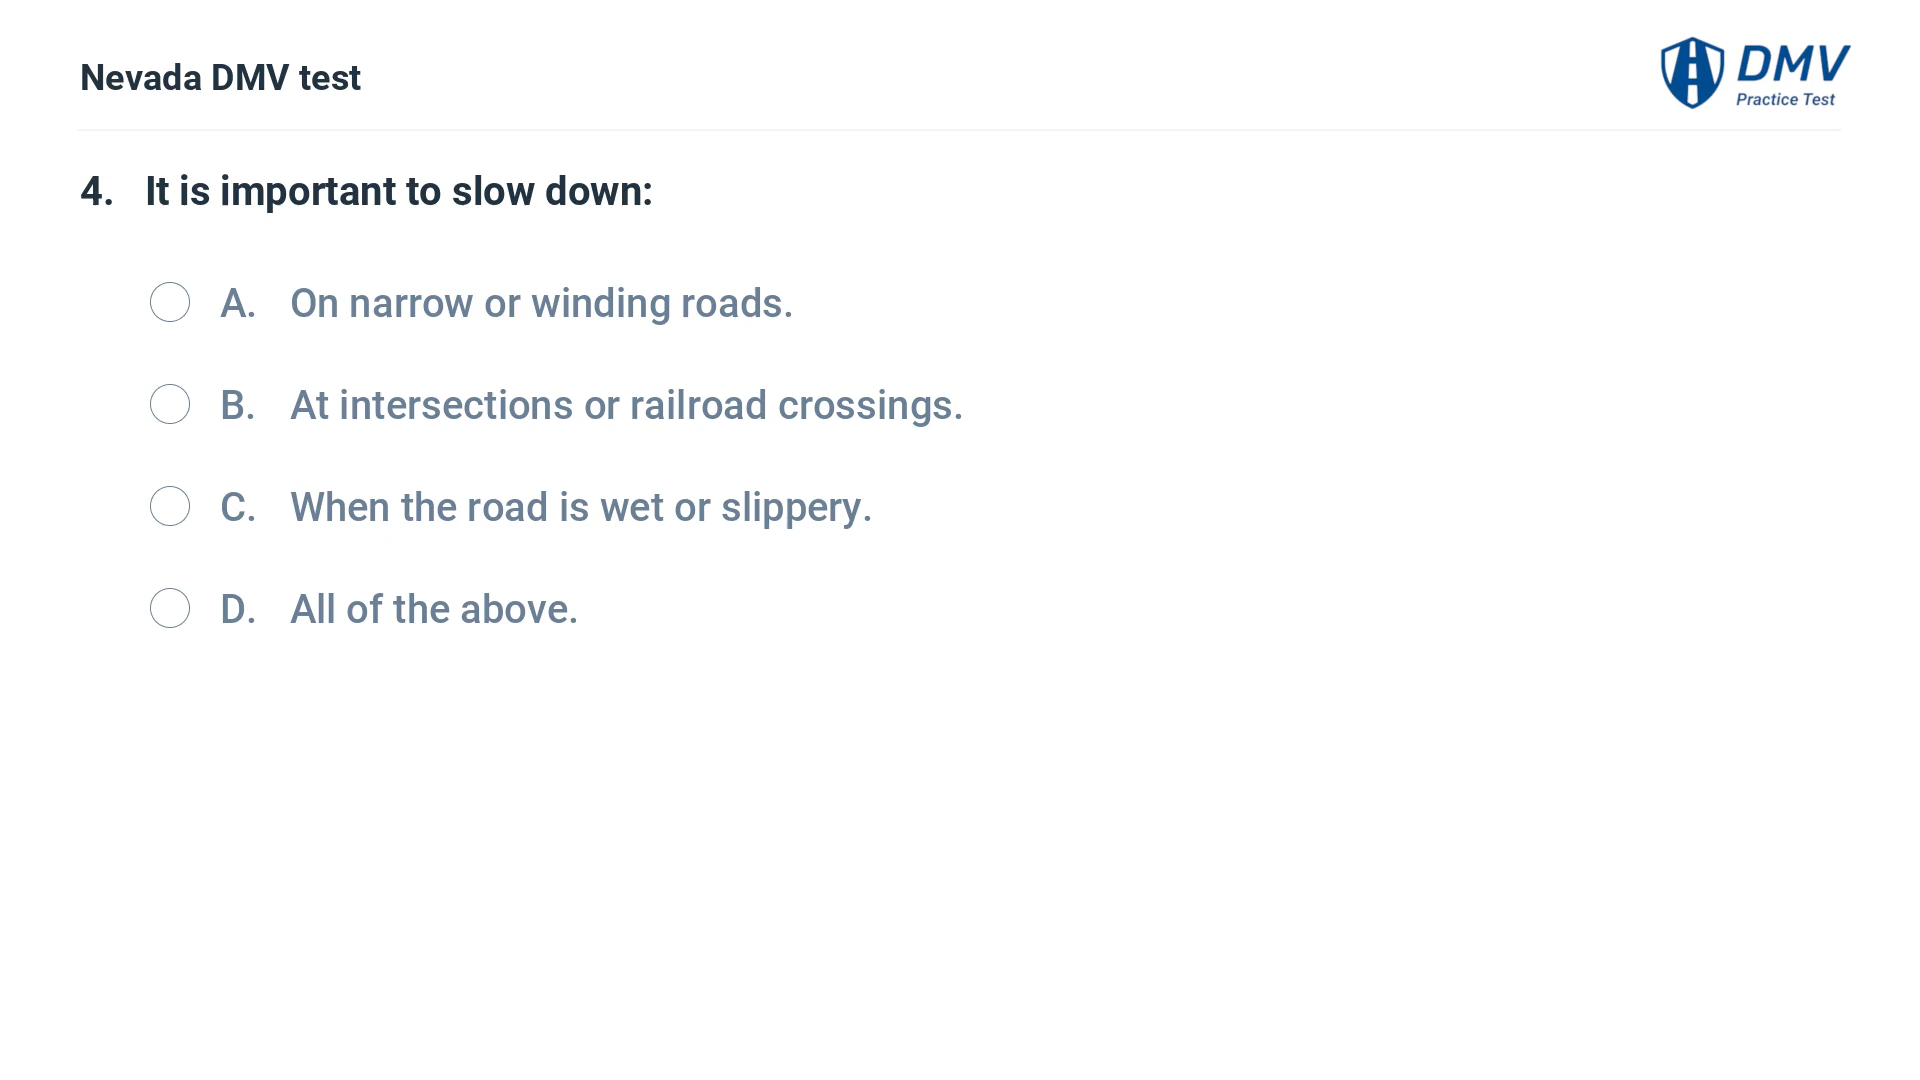 Nevada DMV test
DMV
Practice Test
4. It is important to slow down:
A. On narrow or winding roads.
B. At intersections or railroad crossings.
C. When the road is wet or slippery.
D. All of the above.